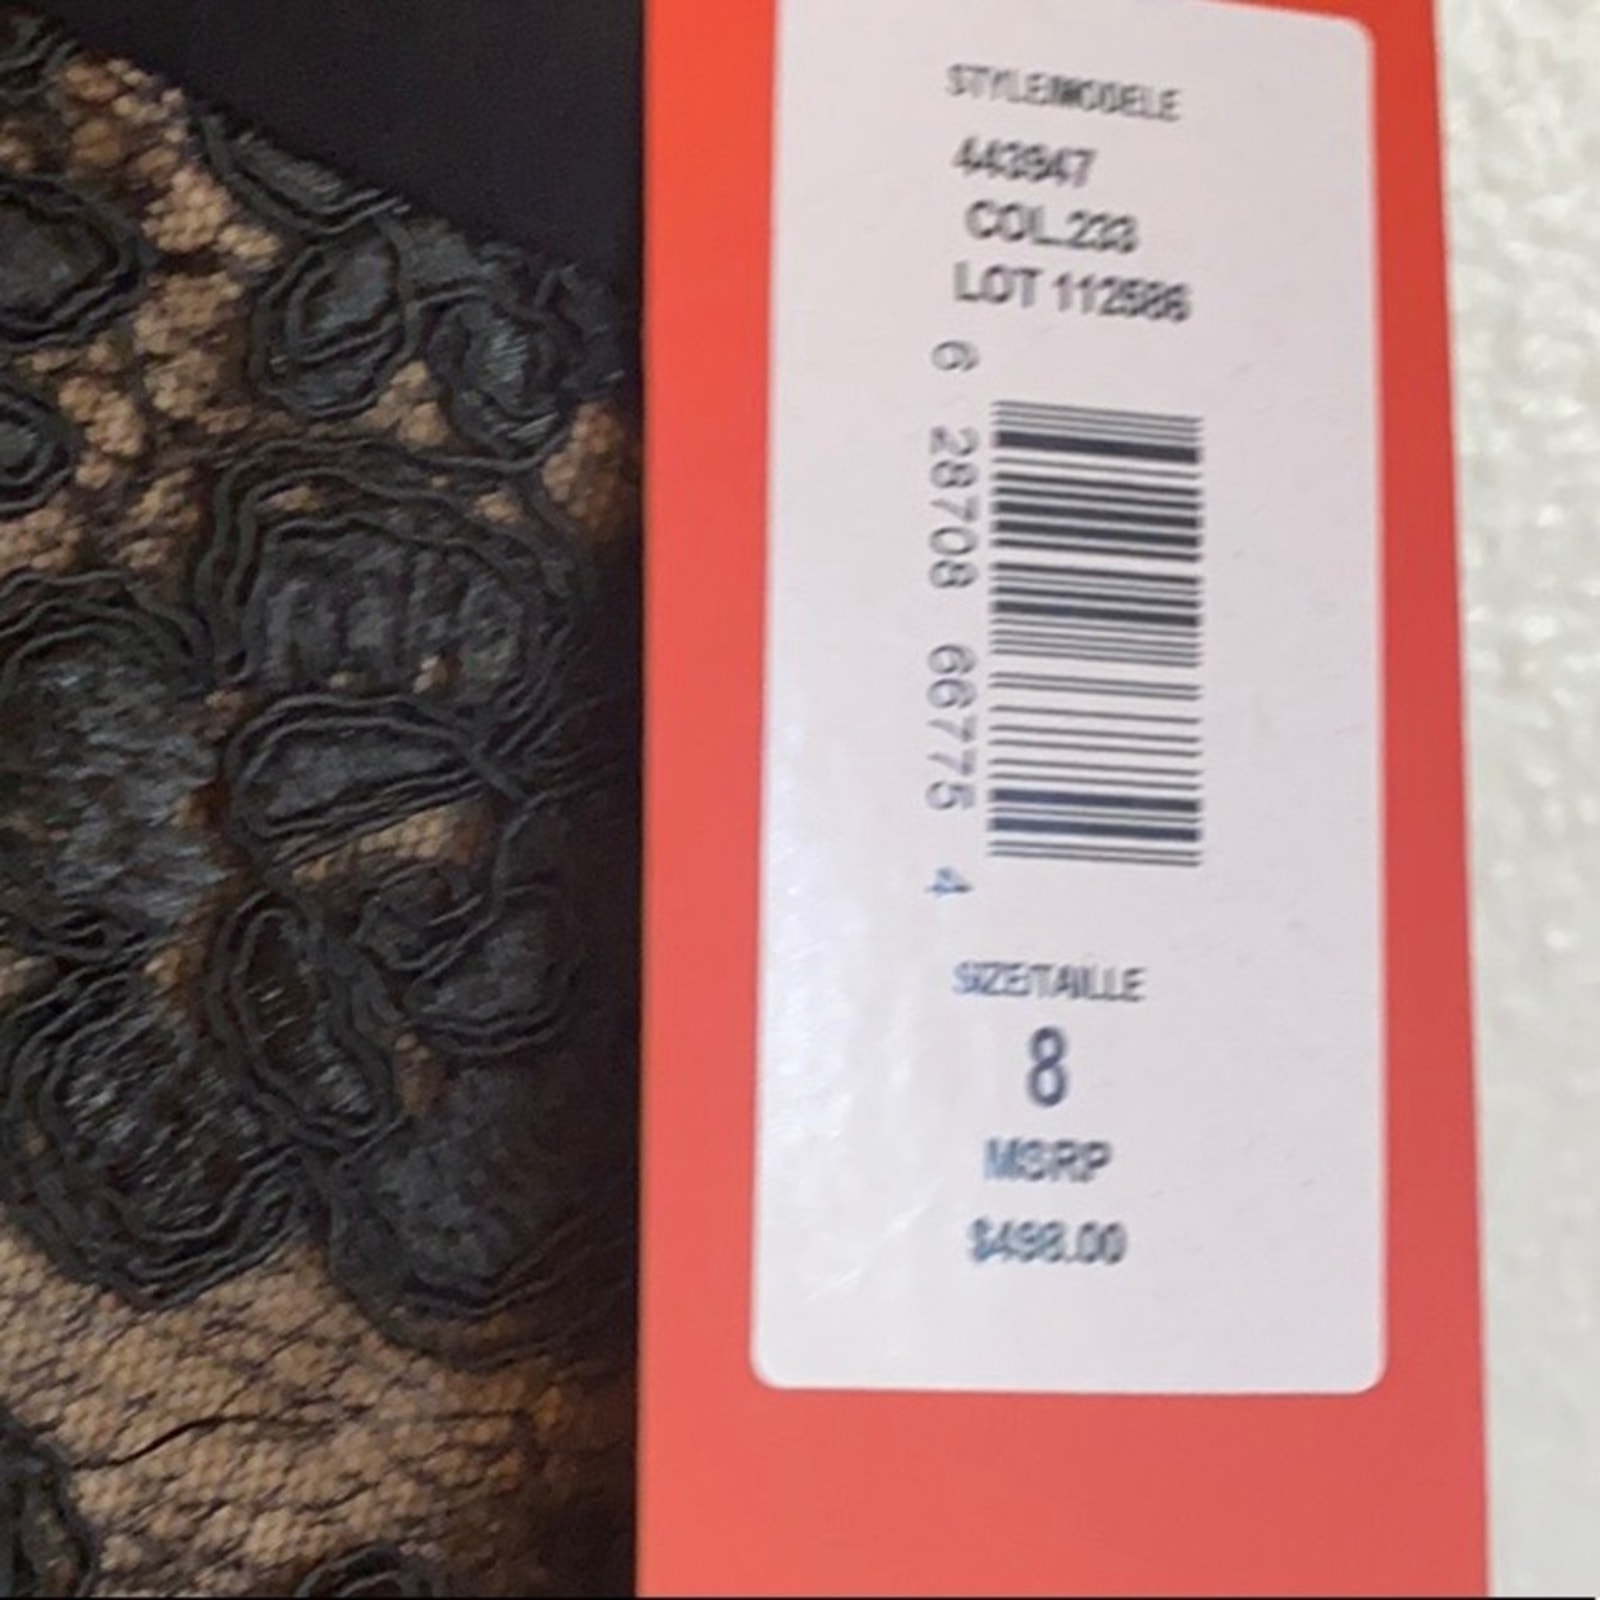 STYLE/MODELE
443947
COL.233
LOT 112586
6 28708 66775 4
SIZE/TAILLE
8
MSRP
$498.00